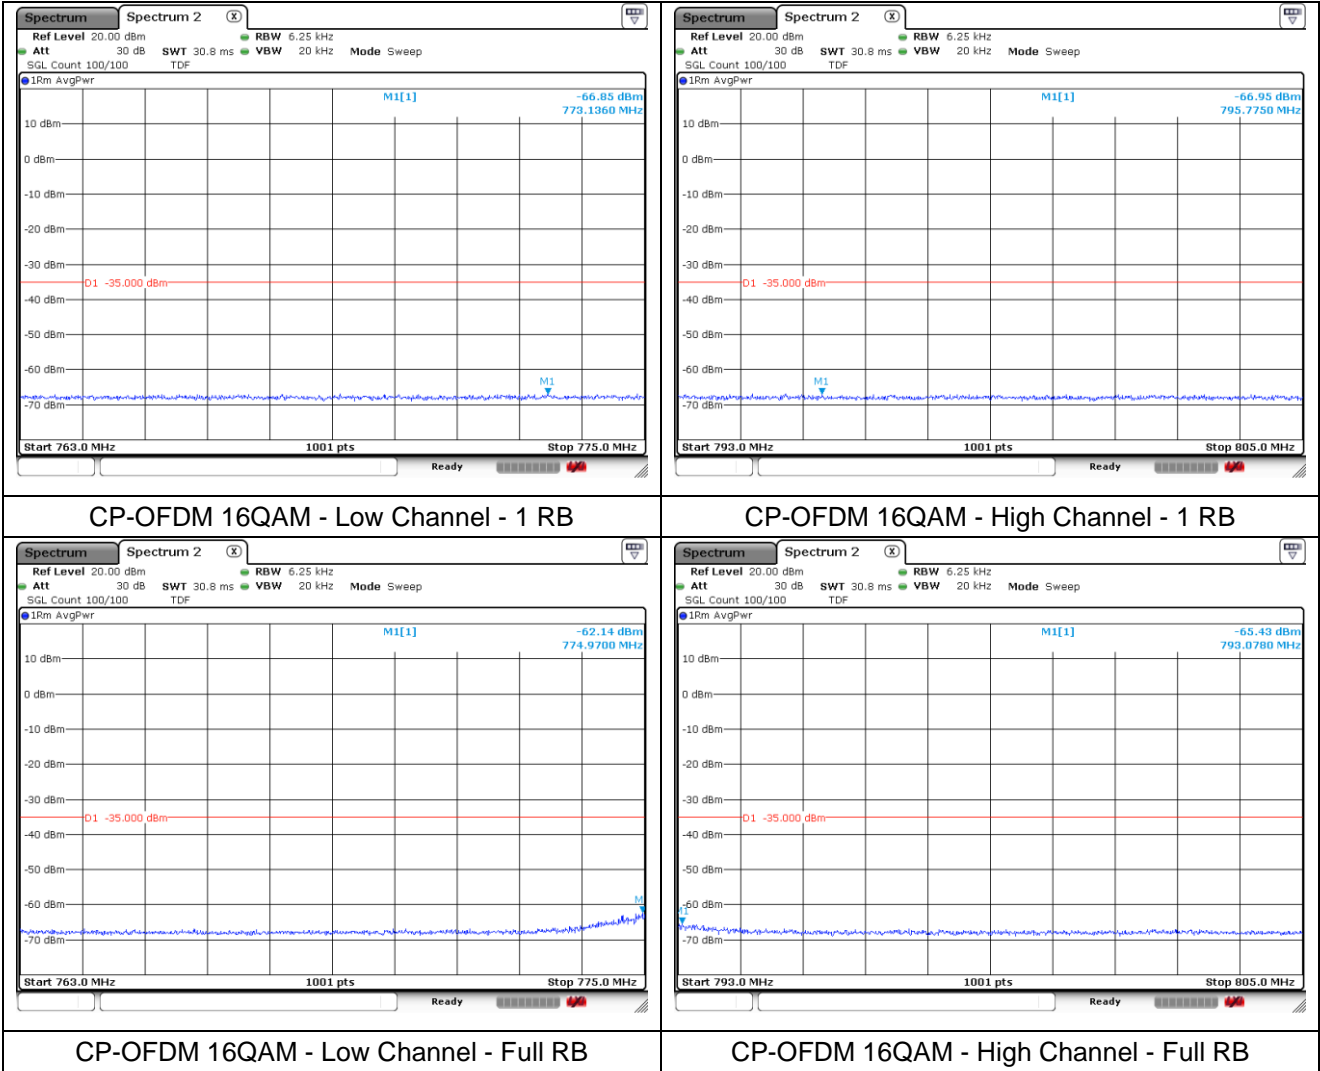 Spectrum Spectrum 2 X
Ref Level 20.00 dBm RBW 6.25 kHz
Att 30 dB SWT 30.8 ms VBW 20 kHz Mode Sweep
SGL Count 100/100 TDF
1Rm AvgPwr
M1[1] -66.85 dBm
773.1360 MHz
10 dBm
0 dBm
-10 dBm
-20 dBm
-30 dBm
D1 -35.000 dBm
-40 dBm
-50 dBm
-60 dBm
M1
-70 dBm
Start 763.0 MHz 1001 pts Stop 775.0 MHz
Ready
CP-OFDM 16QAM - Low Channel - 1 RB
Spectrum Spectrum 2 X
Ref Level 20.00 dBm RBW 6.25 kHz
Att 30 dB SWT 30.8 ms VBW 20 kHz Mode Sweep
SGL Count 100/100 TDF
1Rm AvgPwr
M1[1] -66.95 dBm
795.7750 MHz
10 dBm
0 dBm
-10 dBm
-20 dBm
-30 dBm
D1 -35.000 dBm
-40 dBm
-50 dBm
-60 dBm
M1
-70 dBm
Start 793.0 MHz 1001 pts Stop 805.0 MHz
Ready
CP-OFDM 16QAM - High Channel - 1 RB
Spectrum Spectrum 2 X
Ref Level 20.00 dBm RBW 6.25 kHz
Att 30 dB SWT 30.8 ms VBW 20 kHz Mode Sweep
SGL Count 100/100 TDF
1Rm AvgPwr
M1[1] -62.14 dBm
774.9700 MHz
10 dBm
0 dBm
-10 dBm
-20 dBm
-30 dBm
D1 -35.000 dBm
-40 dBm
-50 dBm
-60 dBm
M
-70 dBm
Start 763.0 MHz 1001 pts Stop 775.0 MHz
Ready
CP-OFDM 16QAM - Low Channel - Full RB
Spectrum Spectrum 2 X
Ref Level 20.00 dBm RBW 6.25 kHz
Att 30 dB SWT 30.8 ms VBW 20 kHz Mode Sweep
SGL Count 100/100 TDF
1Rm AvgPwr
M1[1] -65.43 dBm
793.0780 MHz
10 dBm
0 dBm
-10 dBm
-20 dBm
-30 dBm
D1 -35.000 dBm
-40 dBm
-50 dBm
-60 dBm
M1
-70 dBm
Start 793.0 MHz 1001 pts Stop 805.0 MHz
Ready
CP-OFDM 16QAM - High Channel - Full RB